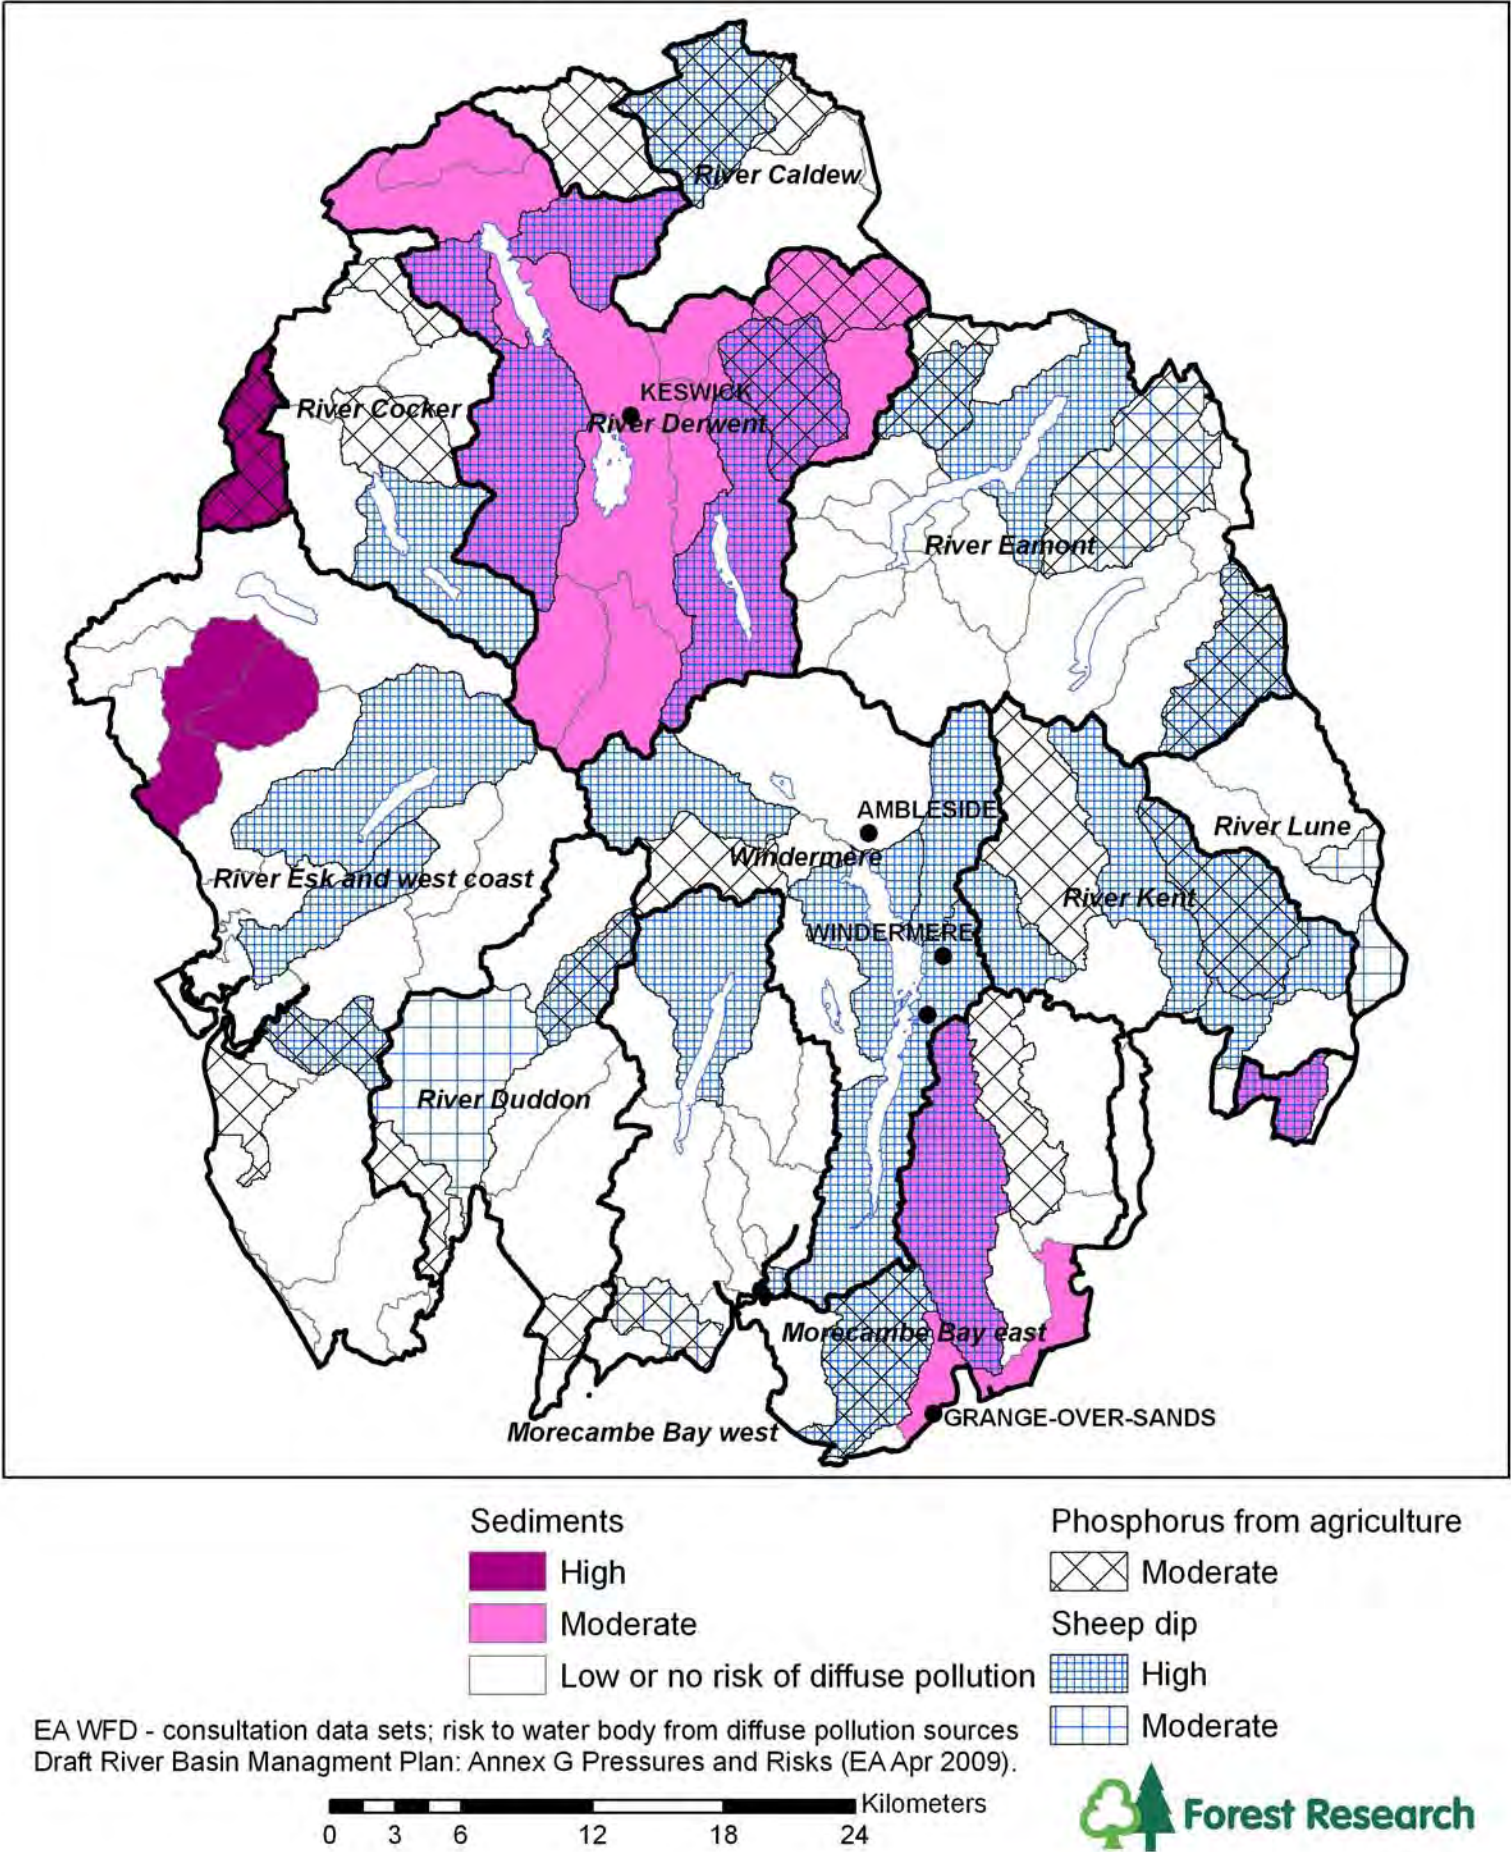 River Caldew
KESWICK
River Cocker
River Derwent
River Eamont
AMBLESIDE
River Lune
Windermere
River Esk and west coast
River Kent
WINDERMERE
River Duddon
Morecambe Bay east
GRANGE-OVER-SANDS
Morecambe Bay west
Sediments
High
Moderate
Low or no risk of diffuse pollution
Phosphorus from agriculture
Moderate
Sheep dip
High
Moderate
EA WFD - consultation data sets; risk to water body from diffuse pollution sources
Draft River Basin Managment Plan: Annex G Pressures and Risks (EA Apr 2009).
Kilometers
0 3 6 12 18 24
Forest Research